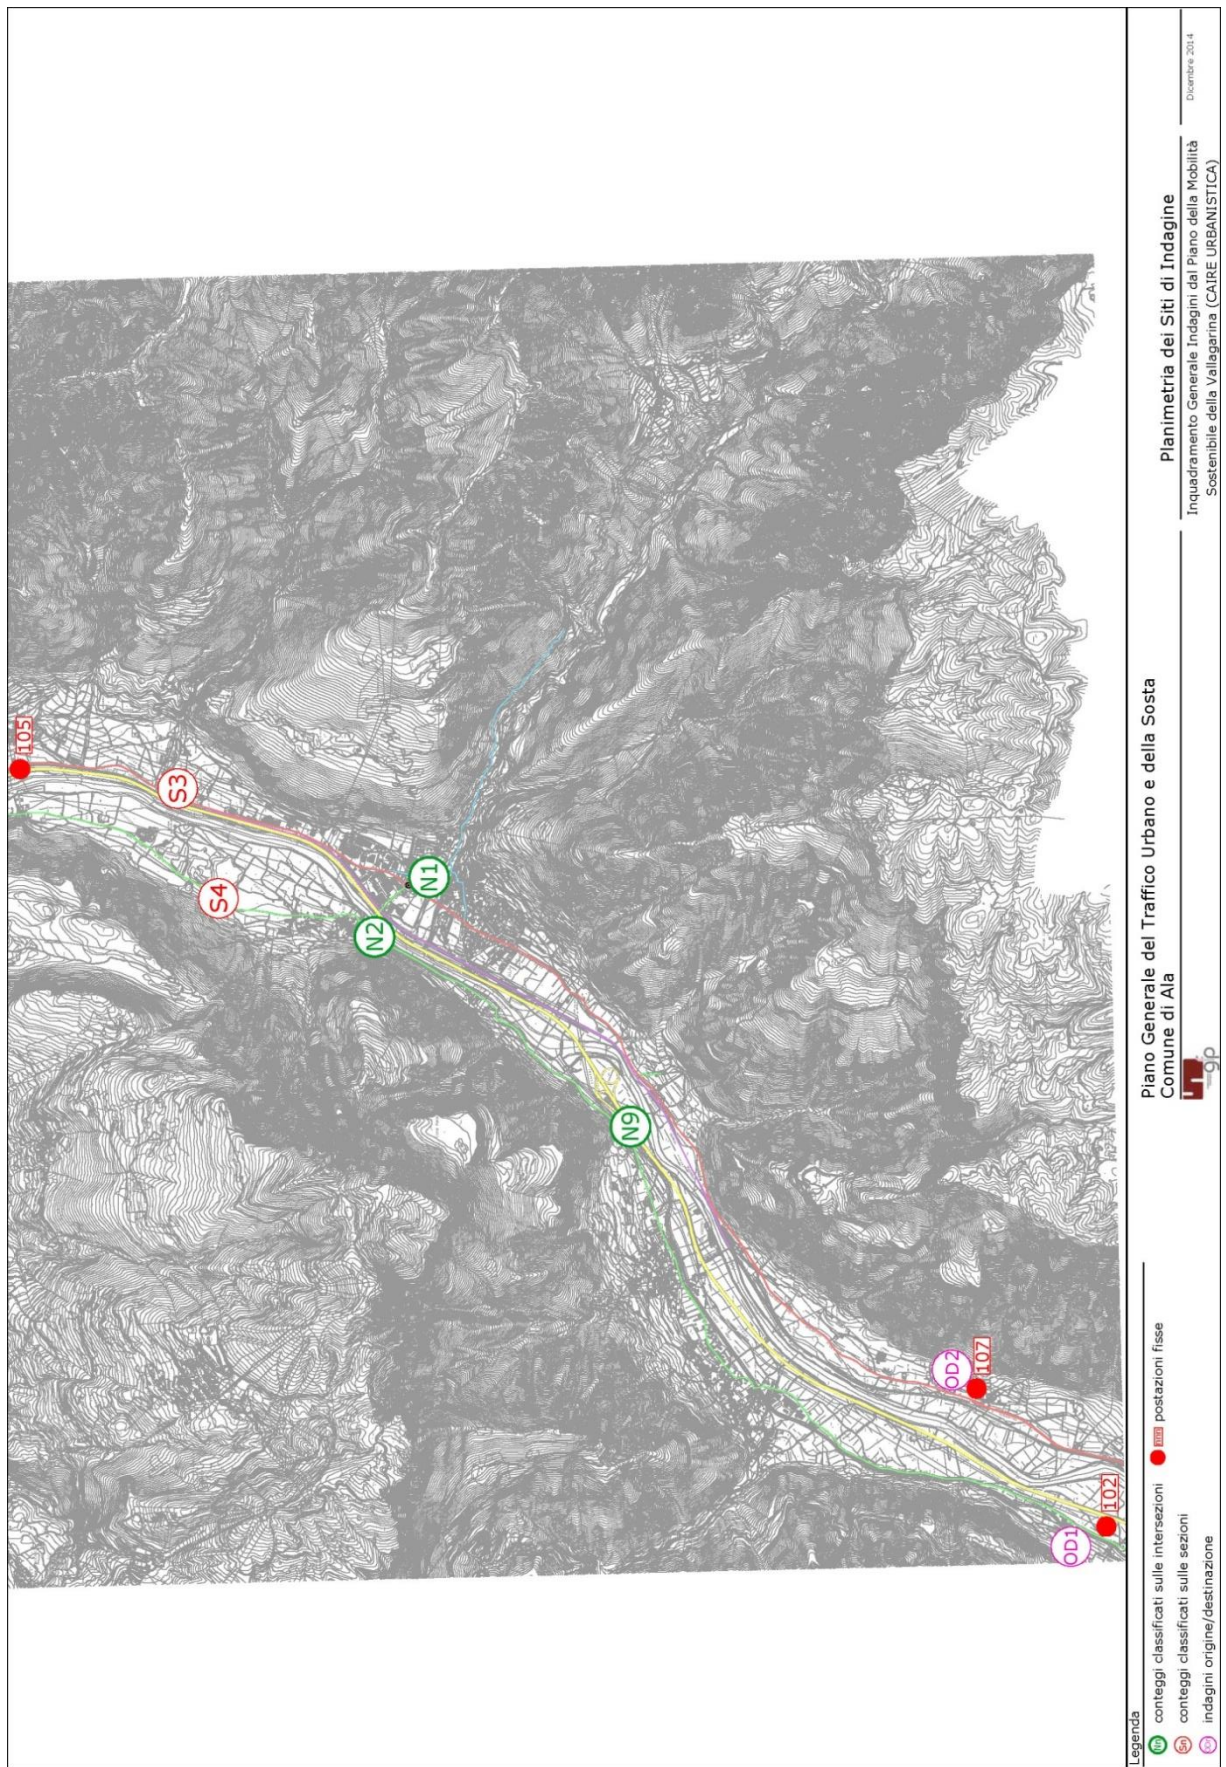 105
S3
S4
N1
N2
N9
OD2
107
102
OD1
Legenda
Nn conteggi classificati sulle intersezioni
postazioni fisse
Sn conteggi classificati sulle sezioni
indagini origine/destinazione
Piano Generale del Traffico Urbano e della Sosta
Comune di Ala
Planimetria dei Siti di Indagine
Inquadramento Generale Indagini dal Piano della Mobilità
Sostenibile della Vallagarina (CAIRE URBANISTICA)
Dicembre 2014